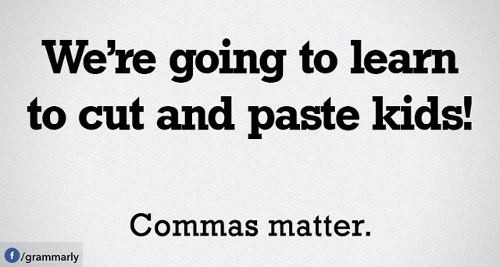 We're going to learn
to cut and paste kids!
Commas matter.
f/grammarly